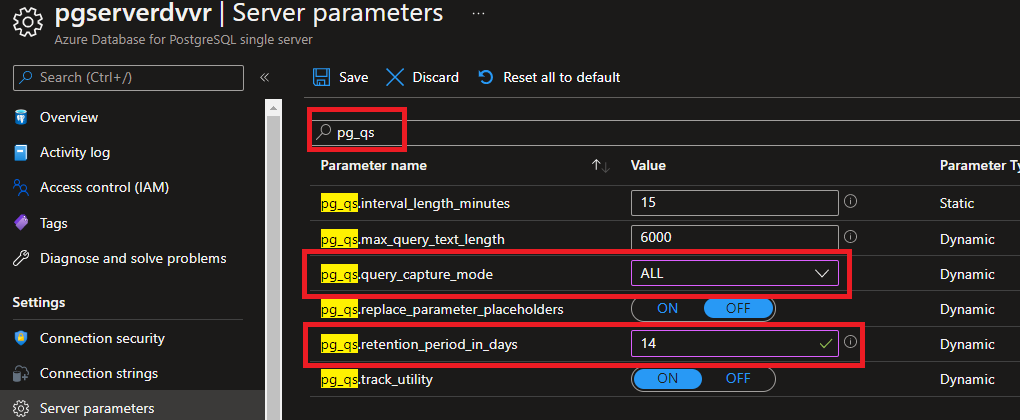 pgserverdvvr | Server parameters ...
Azure Database for PostgreSQL single server
Search (Ctrl+/) «
Overview
Activity log
Access control (IAM)
Tags
Diagnose and solve problems
Settings
Connection security
Connection strings
Server parameters
Save Discard Reset all to default
pg_qs
Parameter name Value Parameter Ty
pg_qs.interval_length_minutes 15 Static
pg_qs.max_query_text_length 6000 Dynamic
pg_qs.query_capture_mode ALL Dynamic
pg_qs.replace_parameter_placeholders ON OFF Dynamic
pg_qs.retention_period_in_days 14 Dynamic
pg_qs.track_utility ON OFF Dynamic